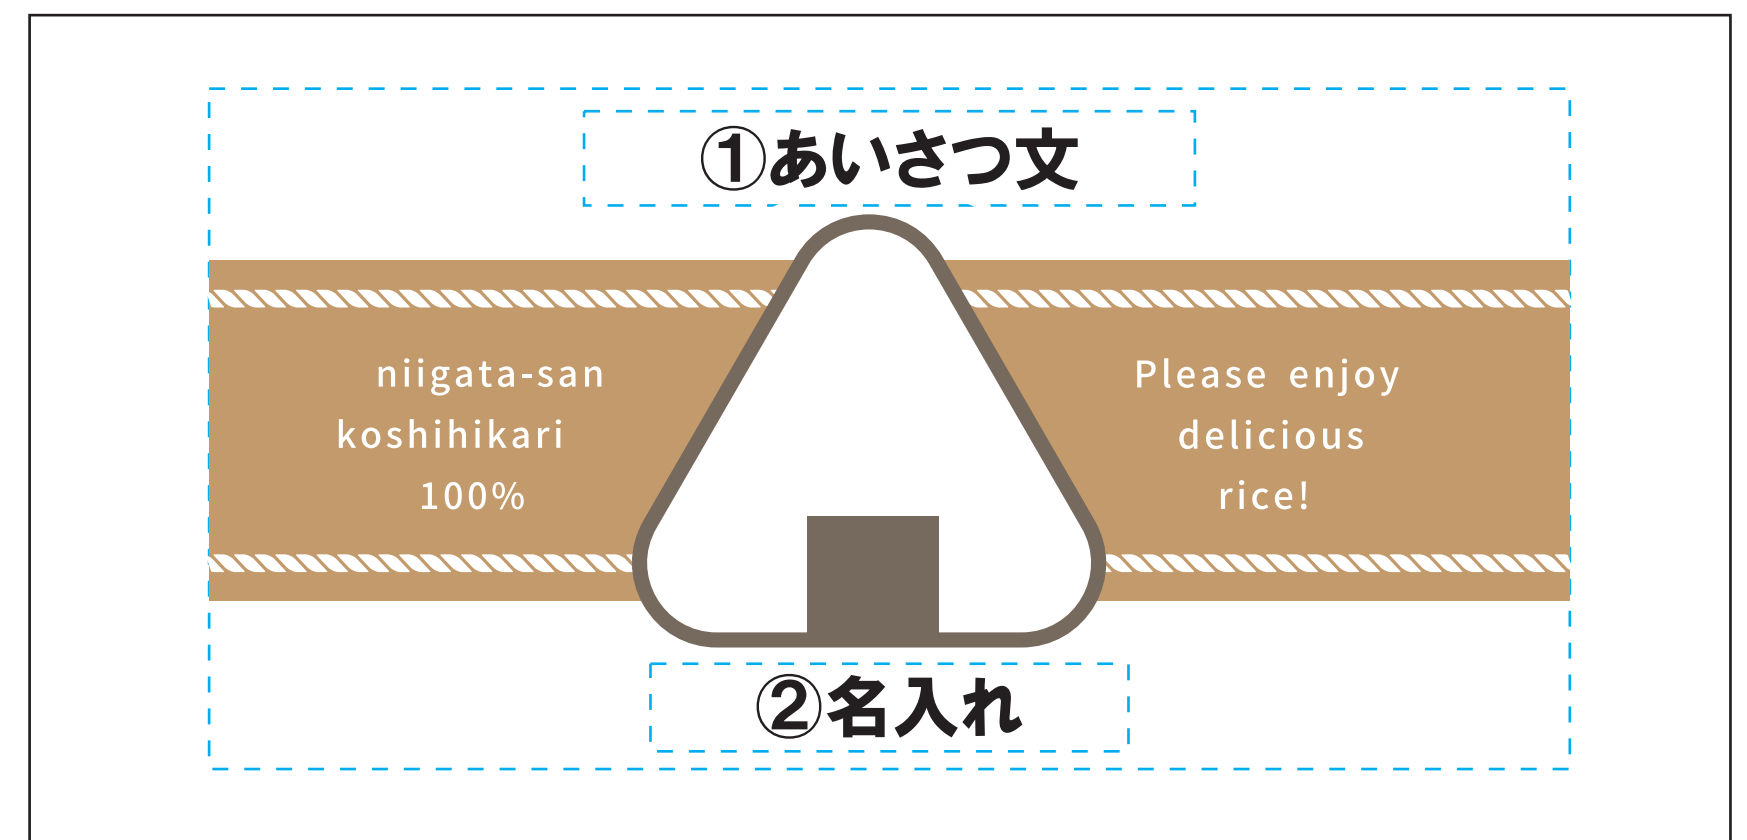 ①あいさつ文
niigata-san
koshihikari
100%
Please enjoy
delicious
rice!
②名入れ